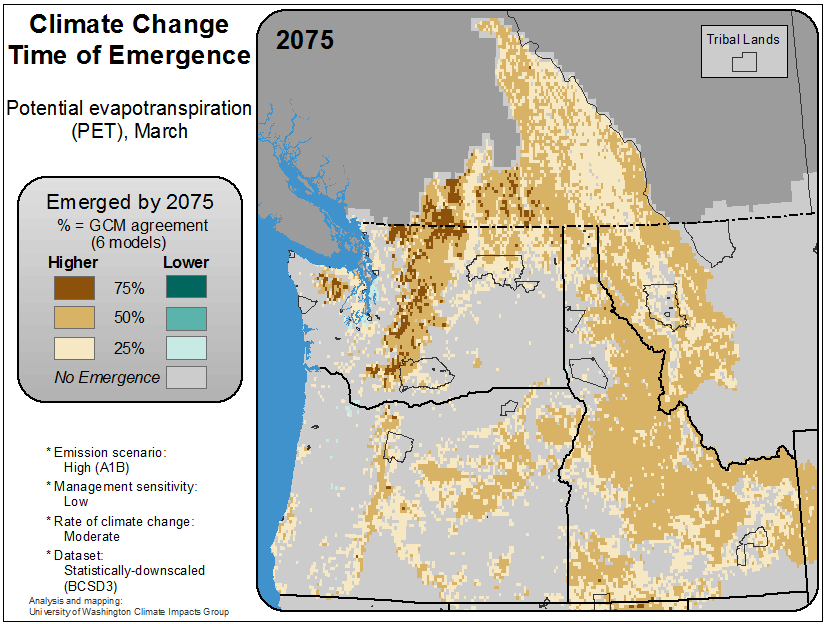 Climate Change
Time of Emergence
Potential evapotranspiration
(PET), March
Emerged by 2075
% = GCM agreement
(6 models)
Higher Lower
75%
50%
25%
No Emergence
* Emission scenario:
High (A1B)
* Management sensitivity:
Low
* Rate of climate change:
Moderate
* Dataset:
Statistically-downscaled
(BCSD3)
Analysis and mapping:
University of Washington Climate Impacts Group
2075
Tribal Lands